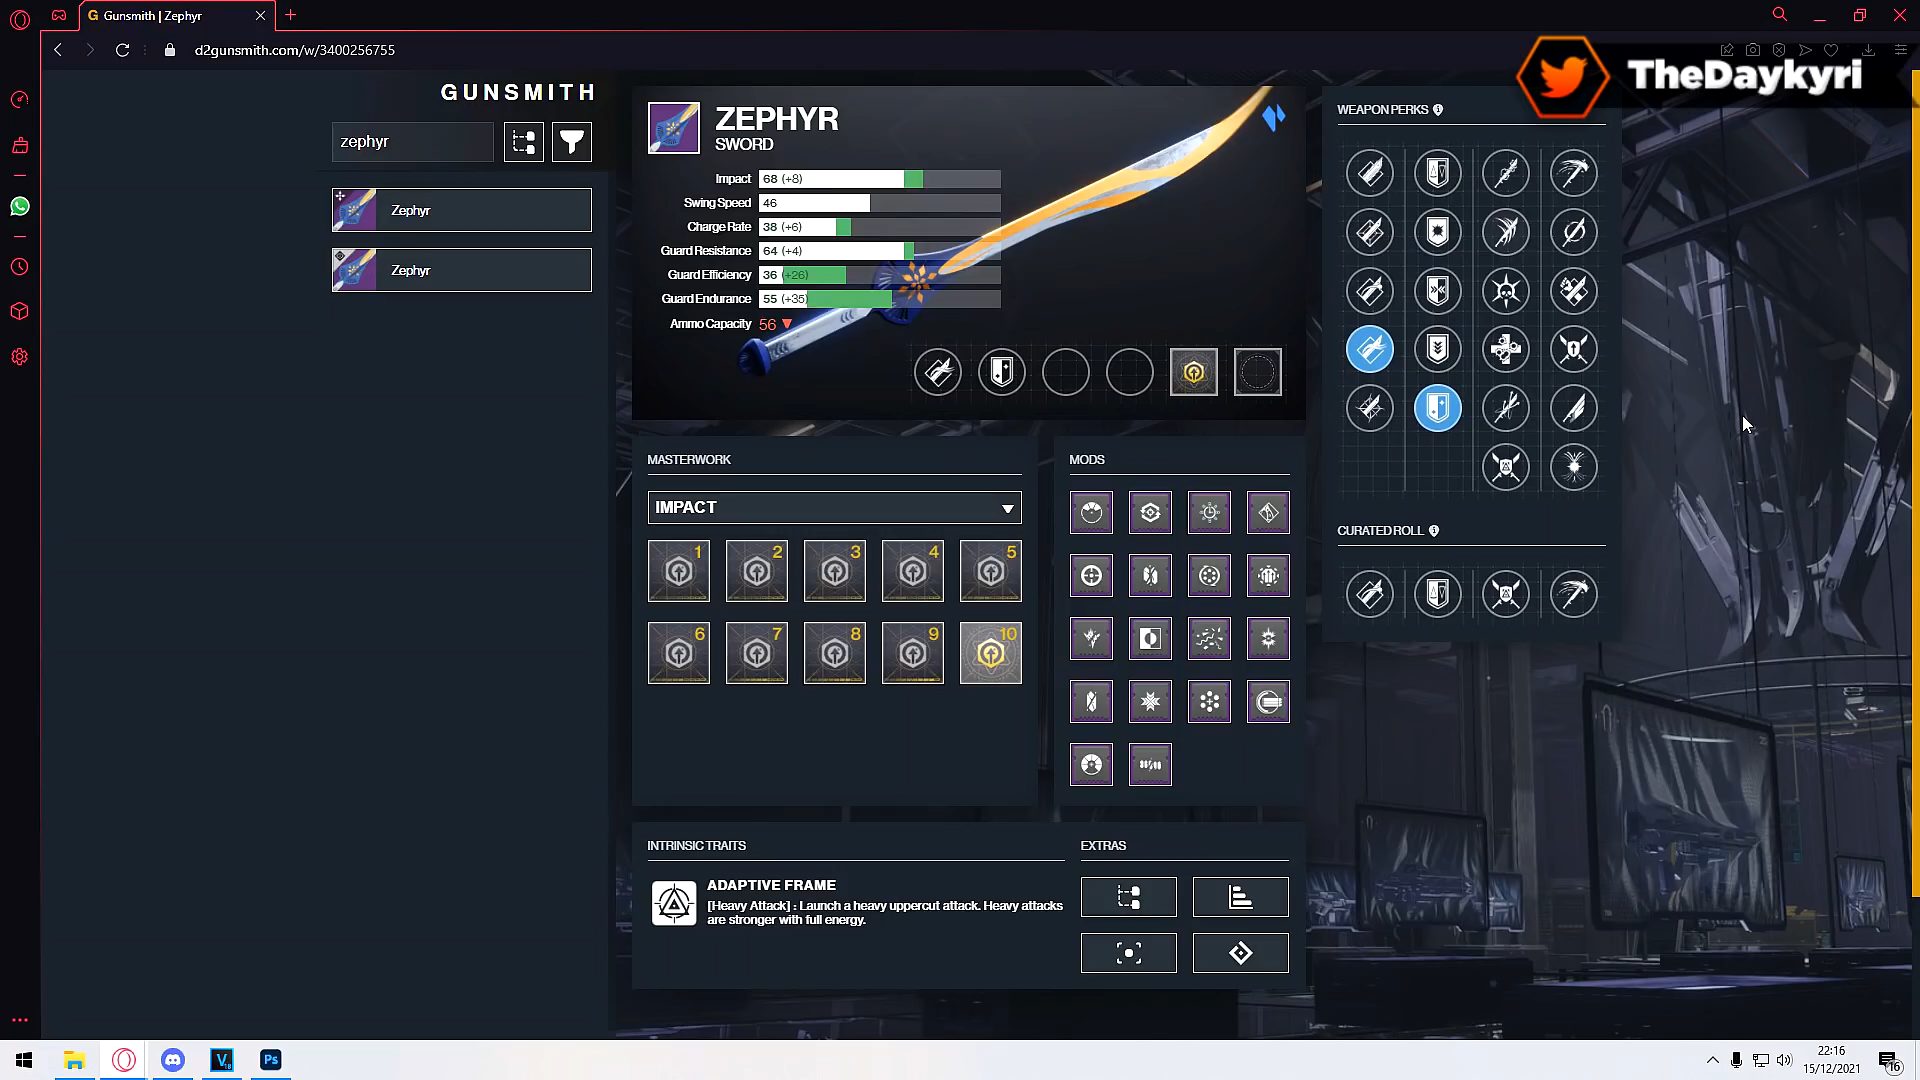 Gunsmith | Zephyr
d2gunsmith.com/w/3400256755
TheDaykyri
GUNSMITH
zephyr
Zephyr
Zephyr
ZEPHYR
SWORD
Impact 68 (+8)
Swing Speed 46
Charge Rate 38 (+6)
Guard Resistance 64 (+4)
Guard Efficiency 36 (+26)
Guard Endurance 55 (+35)
Ammo Capacity 56
WEAPON PERKS
CURATED ROLL
MASTERWORK
IMPACT
1 2 3 4 5
6 7 8 9 10
MODS
INTRINSIC TRAITS
ADAPTIVE FRAME
[Heavy Attack] : Launch a heavy uppercut attack. Heavy attacks
are stronger with full energy.
EXTRAS
Ps
22:16
15/12/2021
16